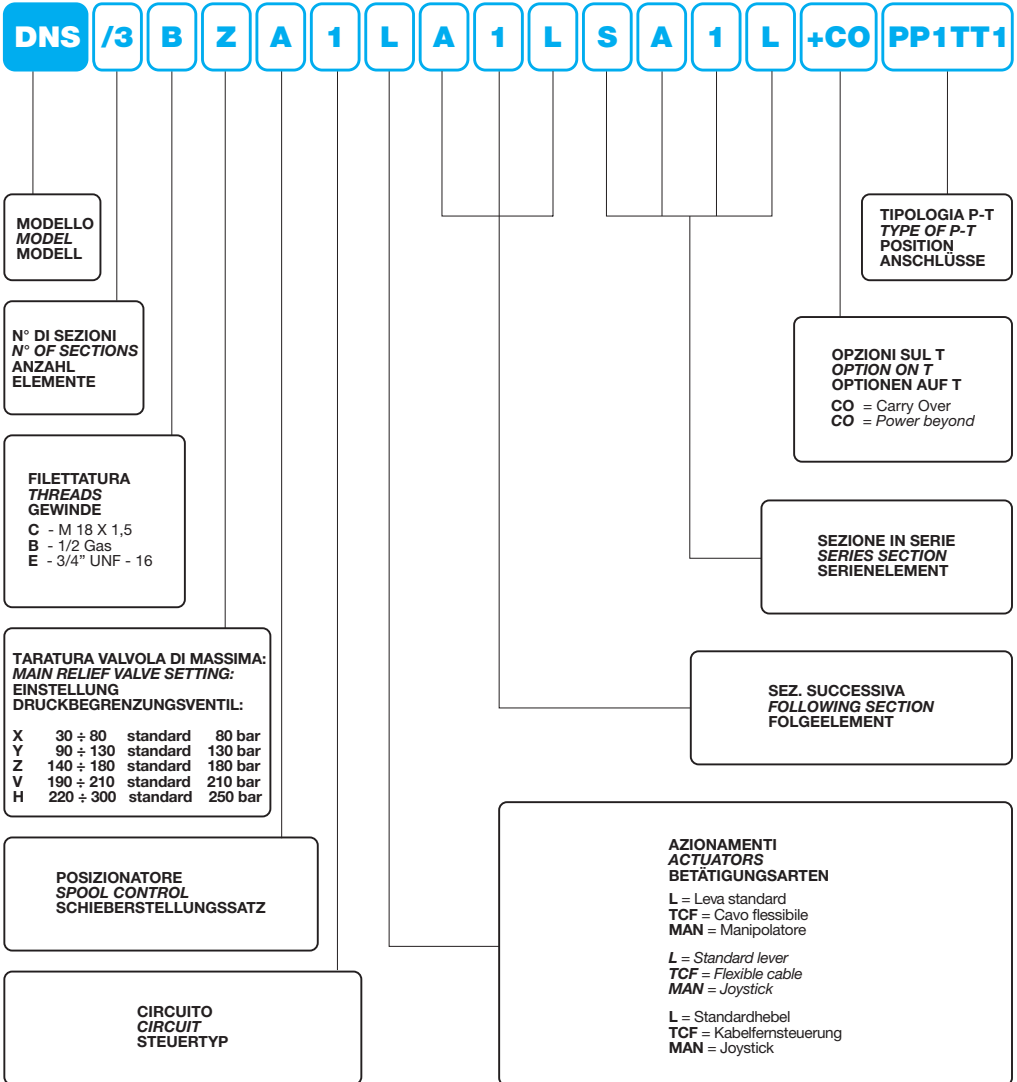 DNS /3 B Z A 1 L A 1 L S A 1 L +CO PP1TT1
MODELLO
MODEL
MODELL
TIPOLOGIA P-T
TYPE OF P-T
POSITION
ANSCHLÜSSE
N° DI SEZIONI
N° OF SECTIONS
ANZAHL
ELEMENTE
OPZIONI SUL T
OPTION ON T
OPTIONEN AUF T
CO = Carry Over
CO = Power beyond
FILETTATURA
THREADS
GEWINDE
C - M 18 X 1,5
B - 1/2 Gas
E - 3/4” UNF - 16
SEZIONE IN SERIE
SERIES SECTION
SERIENELEMENT
TARATURA VALVOLA DI MASSIMA:
MAIN RELIEF VALVE SETTING:
EINSTELLUNG
DRUCKBEGRENZUNGSVENTIL:
X 30 ÷ 80 standard 80 bar
Y 90 ÷ 130 standard 130 bar
Z 140 ÷ 180 standard 180 bar
V 190 ÷ 210 standard 210 bar
H 220 ÷ 300 standard 250 bar
SEZ. SUCCESSIVA
FOLLOWING SECTION
FOLGEELEMENT
POSIZIONATORE
SPOOL CONTROL
SCHIEBERSTELLUNGSSATZ
AZIONAMENTI
ACTUATORS
BETÄTIGUNGSARTEN
L = Leva standard
TCF = Cavo flessibile
MAN = Manipolatore
L = Standard lever
TCF = Flexible cable
MAN = Joystick
L = Standardhebel
TCF = Kabelfernsteuerung
MAN = Joystick
CIRCUITO
CIRCUIT
STEUERTYP